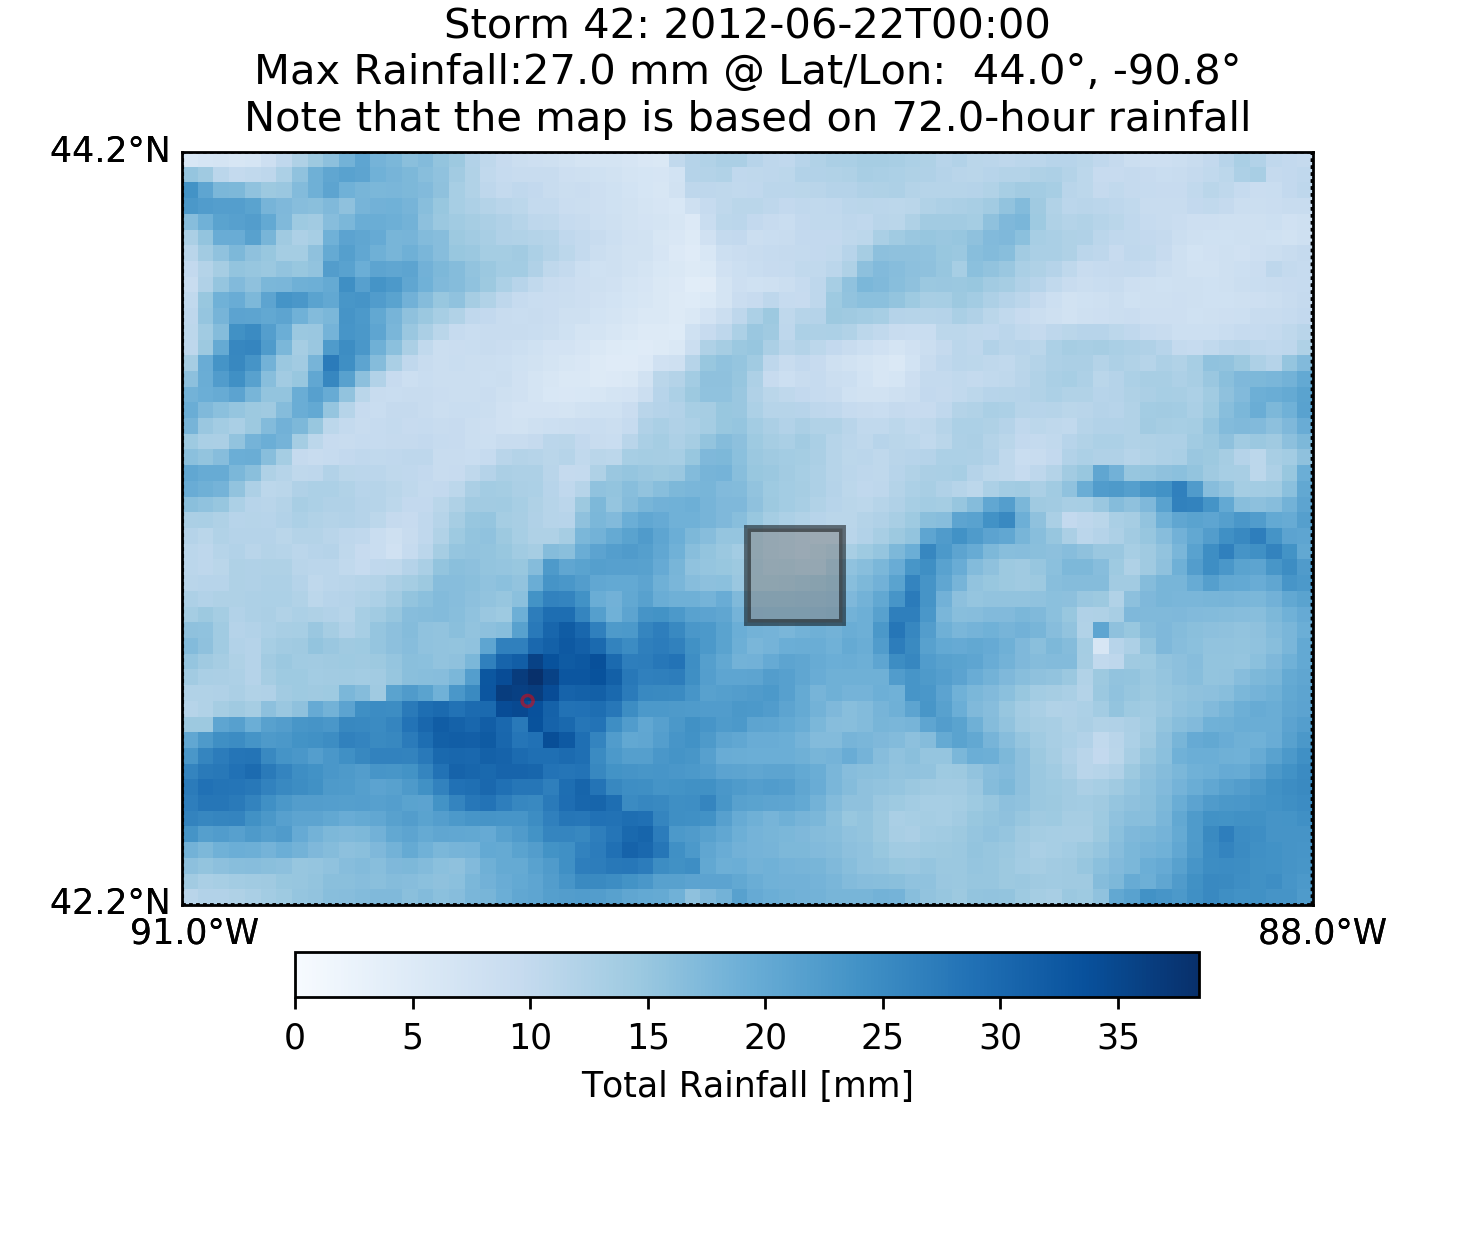 Storm 42: 2012-06-22T00:00
Max Rainfall:27.0 mm @ Lat/Lon:  44.0°, -90.8°
Note that the map is based on 72.0-hour rainfall
44.2°N
42.2°N
91.0°W 88.0°W
0 5 10 15 20 25 30 35
Total Rainfall [mm]